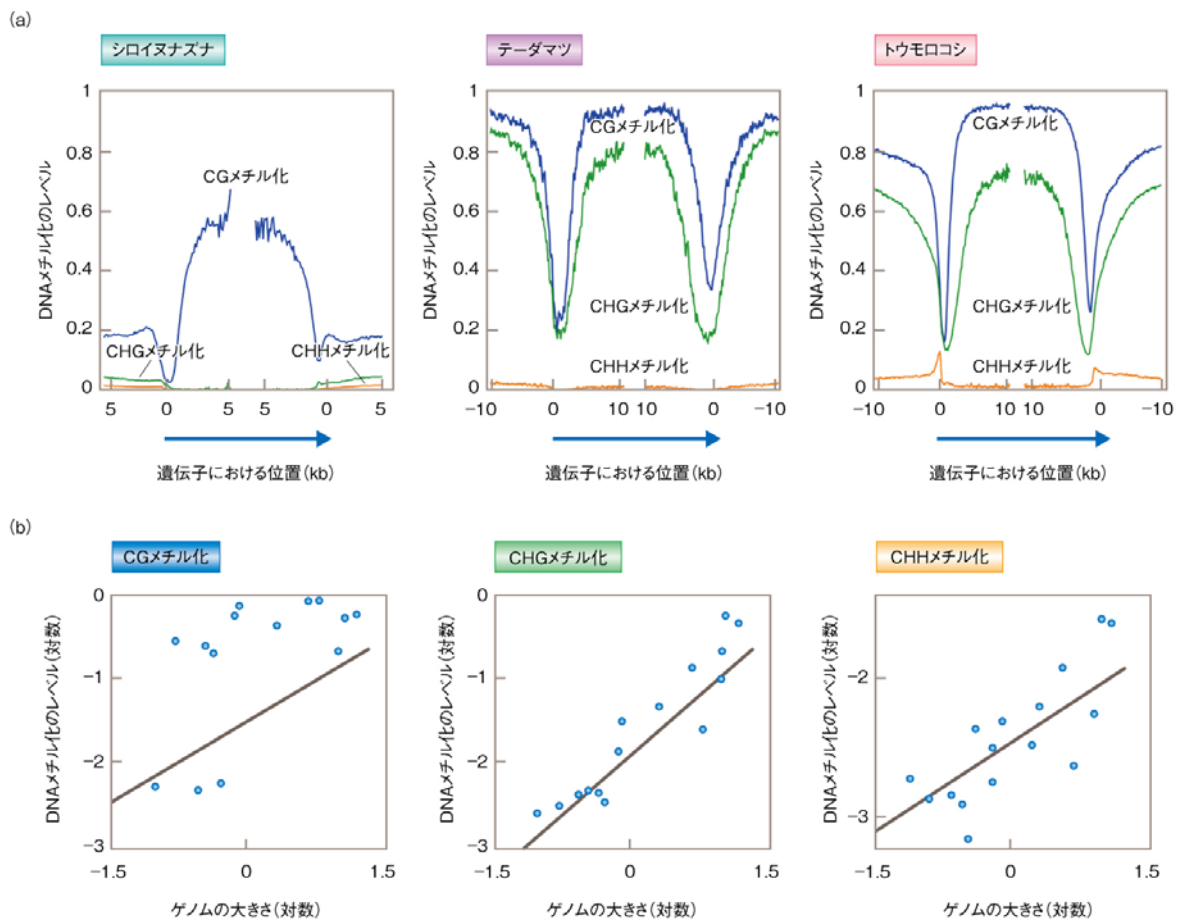 (a)
シロイヌナズナ
テーダマツ
トウモロコシ
DNAメチル化のレベル
1
0.8
0.6
0.4
0.2
0
CGメチル化
CHGメチル化
CHHメチル化
5 0 5 5 0 5
遺伝子における位置(kb)
DNAメチル化のレベル
1
0.8
0.6
0.4
0.2
0
CGメチル化
CHGメチル化
CHHメチル化
−10 0 10 10 0 −10
遺伝子における位置(kb)
DNAメチル化のレベル
1
0.8
0.6
0.4
0.2
0
CGメチル化
CHGメチル化
CHHメチル化
−10 0 10 10 0 −10
遺伝子における位置(kb)
(b)
CGメチル化
CHGメチル化
CHHメチル化
DNAメチル化のレベル(対数)
0
−1
−2
−3
−1.5 0 1.5
ゲノムの大きさ(対数)
DNAメチル化のレベル(対数)
0
−1
−2
−3
−1.5 0 1.5
ゲノムの大きさ(対数)
DNAメチル化のレベル(対数)
−2
−3
−1.5 0 1.5
ゲノムの大きさ(対数)